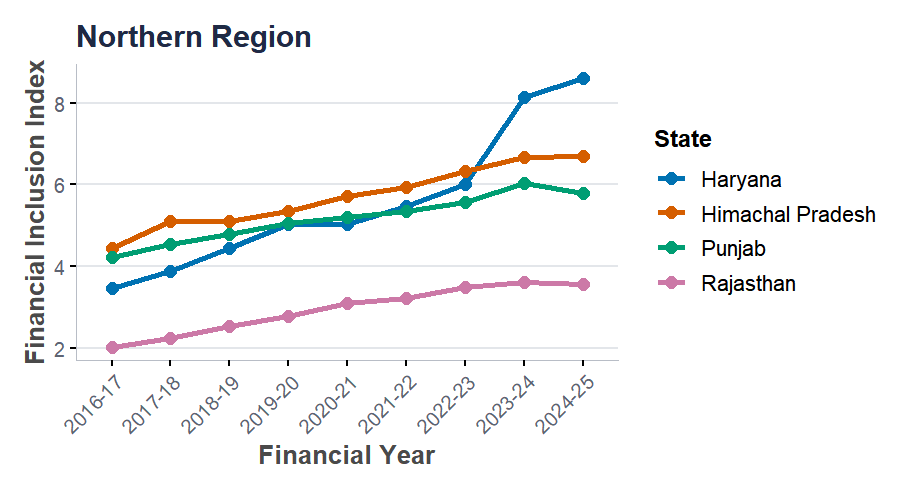 Northern Region
Financial Inclusion Index
8
6
4
2
2016-17
2017-18
2018-19
2019-20
2020-21
2021-22
2022-23
2023-24
2024-25
Financial Year
State
Haryana
Himachal Pradesh
Punjab
Rajasthan